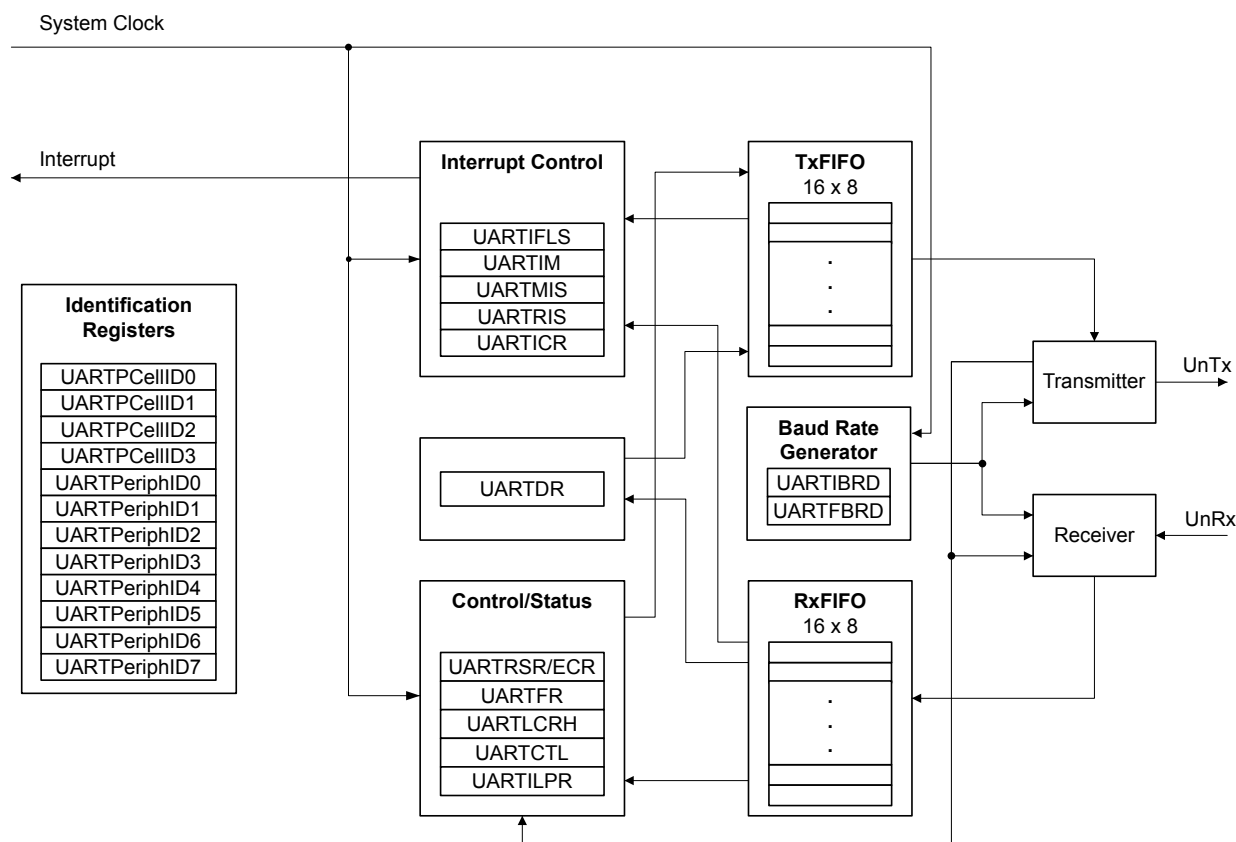 System Clock
Interrupt
Identification
Registers
UARTPCellID0
UARTPCellID1
UARTPCellID2
UARTPCellID3
UARTPeriphID0
UARTPeriphID1
UARTPeriphID2
UARTPeriphID3
UARTPeriphID4
UARTPeriphID5
UARTPeriphID6
UARTPeriphID7
Interrupt Control
UARTIFLS
UARTIM
UARTMIS
UARTRIS
UARTICR
UARTDR
Control/Status
UARTRSR/ECR
UARTFR
UARTLCRH
UARTCTL
UARTILPR
TxFIFO
16 x 8
.
.
.
Baud Rate
Generator
UARTIBRD
UARTFBRD
RxFIFO
16 x 8
.
.
.
Transmitter
UnTx
Receiver
UnRx